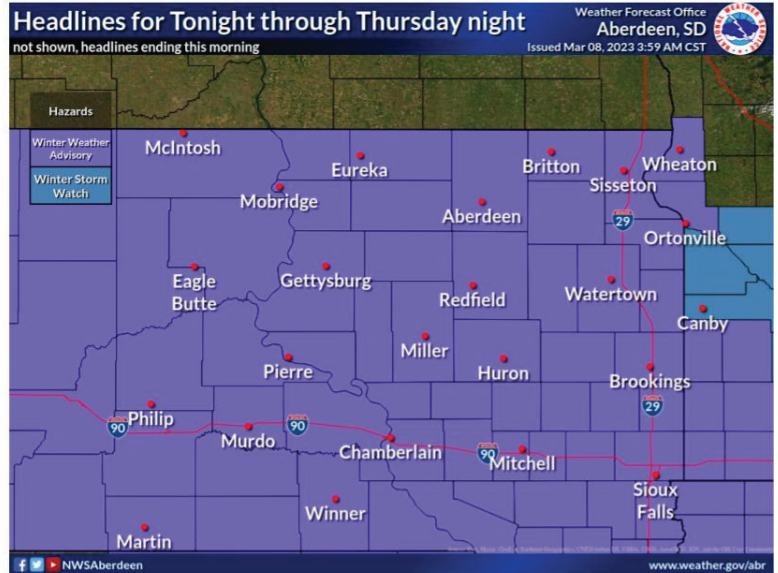 Headlines for Tonight through Thursday night
not shown, headlines ending this morning
Weather Forecast Office
Aberdeen, SD
Issued Mar 08, 2023 3:59 AM CST
Hazards
Winter Weather
Advisory
Winter Storm
Watch
McIntosh
Eureka
Britton
Wheaton
Sisseton
Mobridge
Aberdeen
29
Ortonville
Eagle
Butte
Gettysburg
Redfield
Watertown
Canby
Miller
Pierre
Huron
Brookings
29
Philip
90
Murdo
90
Chamberlain
90
Mitchell
Sioux
Falls
Winner
Martin
NWSAberdeen
www.weather.gov/abr